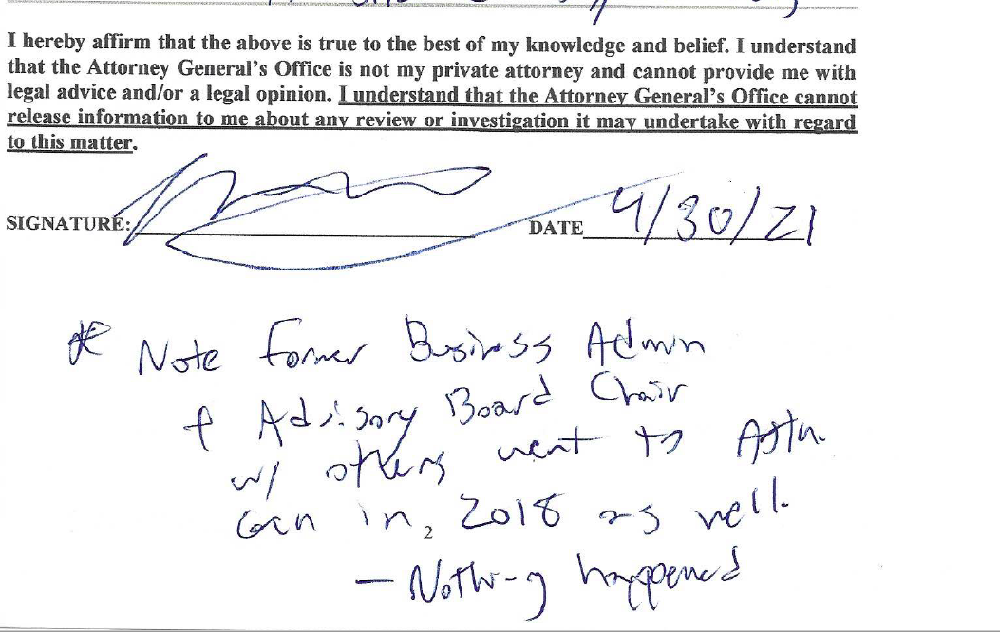 I hereby affirm that the above is true to the best of my knowledge and belief. I understand
that the Attorney General's Office is not my private attorney and cannot provide me with
legal advice and/or a legal opinion. I understand that the Attorney General's Office cannot
release information to me about any review or investigation it may undertake with regard
to this matter.
SIGNATURE: DATE 4/30/21
* Note former Business Admin
+ Advisory Board Chair
w/ others went to
Gen in 2018 as well.
2
- Nothing happened